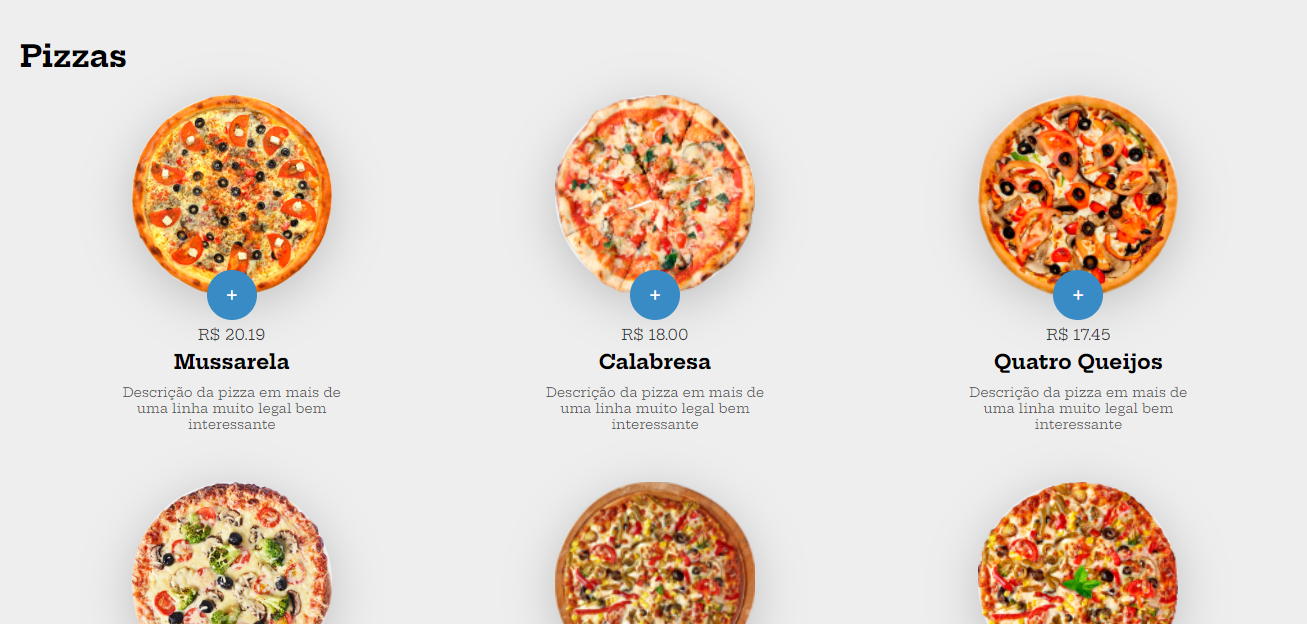 Pizzas
+
+
+
R$ 20.19
R$ 18.00
R$ 17.45
Mussarela
Calabresa
Quatro Queijos
Descrição da pizza em mais de
uma linha muito legal bem
interessante
Descrição da pizza em mais de
uma linha muito legal bem
interessante
Descrição da pizza em mais de
uma linha muito legal bem
interessante